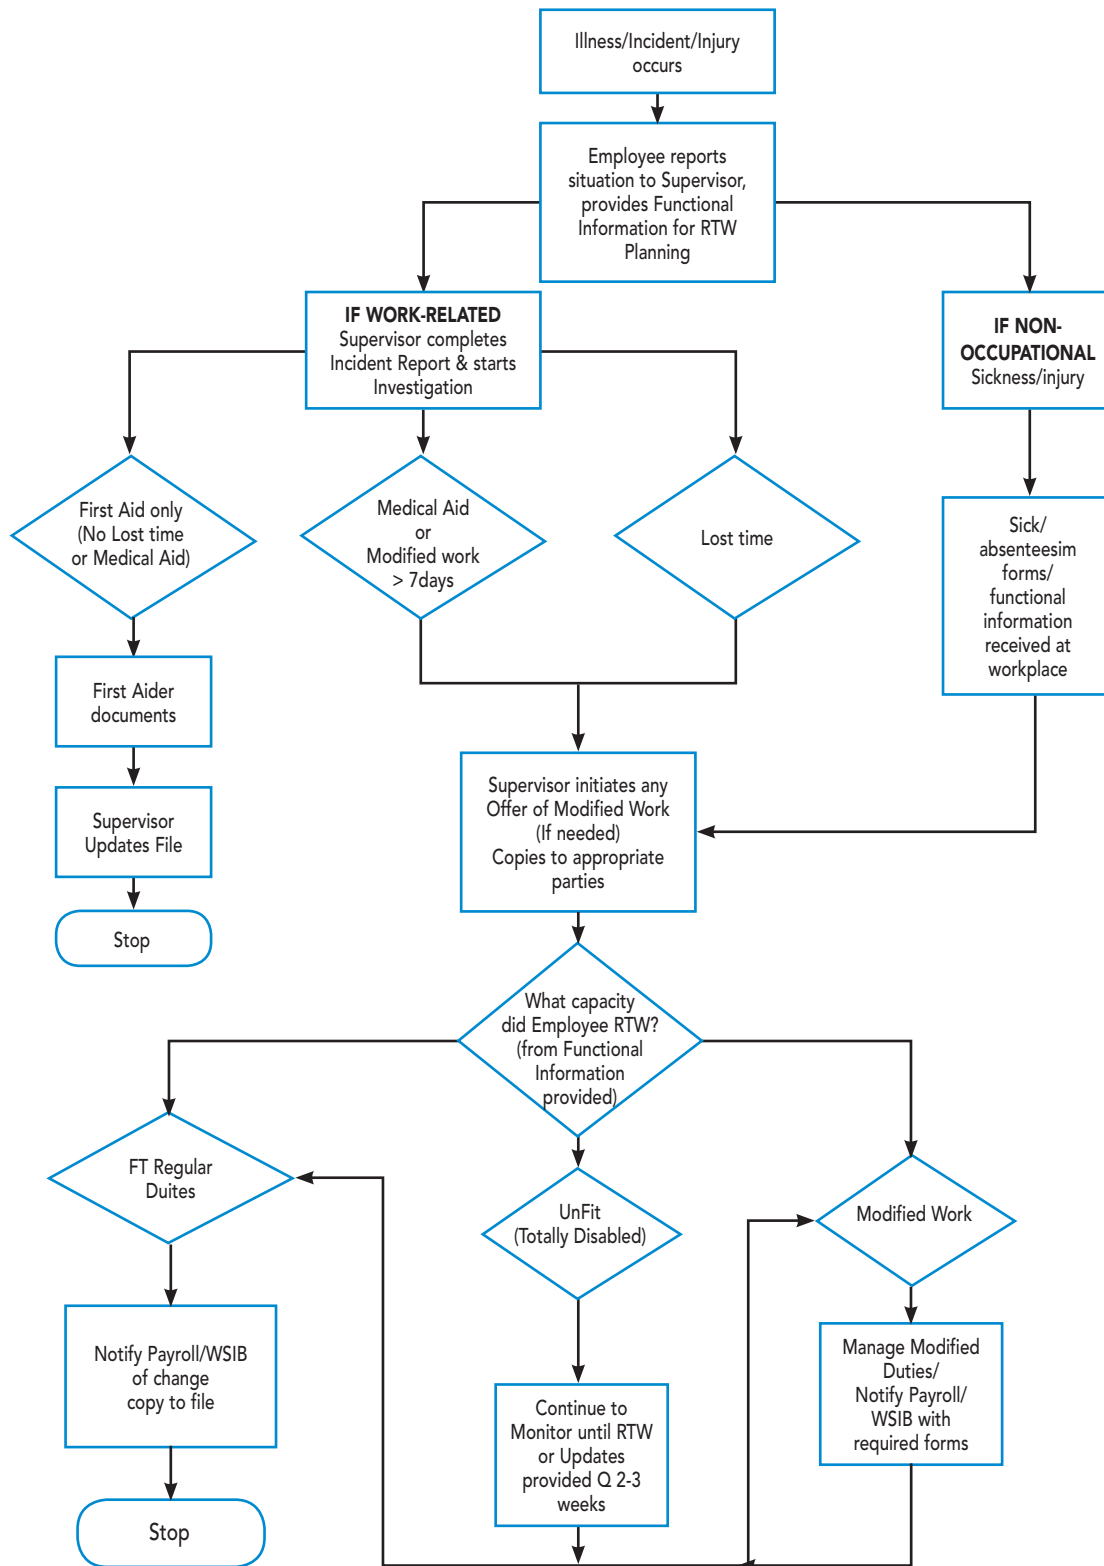 Illness/Incident/Injury
occurs
Employee reports
situation to Supervisor,
provides Functional
Information for RTW
Planning
IF WORK-RELATED
Supervisor completes
Incident Report & starts
Investigation
IF NON-
OCCUPATIONAL
Sickness/injury
First Aid only
(No Lost time
or Medical Aid)
Medical Aid
or
Modified work
> 7days
Lost time
Sick/
absenteesim
forms/
functional
information
received at
workplace
First Aider
documents
Supervisor
Updates File
Stop
Supervisor initiates any
Offer of Modified Work
(If needed)
Copies to appropriate
parties
What capacity
did Employee RTW?
(from Functional
Information
provided)
FT Regular
Duites
UnFit
(Totally Disabled)
Modified Work
Notify Payroll/WSIB
of change
copy to file
Continue to
Monitor until RTW
or Updates
provided Q 2-3
weeks
Manage Modified
Duties/
Notify Payroll/
WSIB with
required forms
Stop